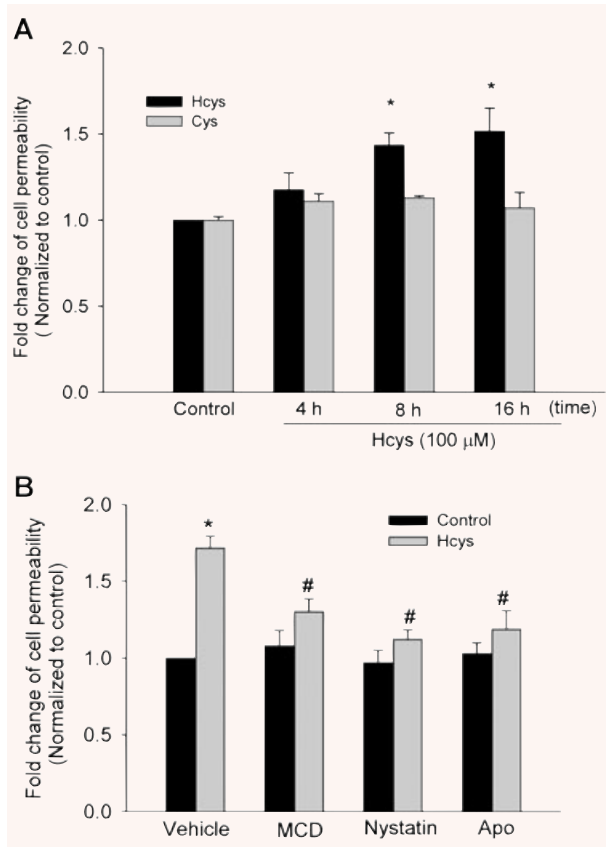 A
Fold change of cell permeability
( Normalized to control)
2.0
1.5
1.0
0.5
0.0
Hcys
Cys
*
*
Control 4 h 8 h 16 h (time)
Hcys (100 μM)
B
Fold change of cell permeability
(Normalized to control)
2.0
1.5
1.0
0.5
0.0
Control
Hcys
*
#
#
#
Vehicle MCD Nystatin Apo